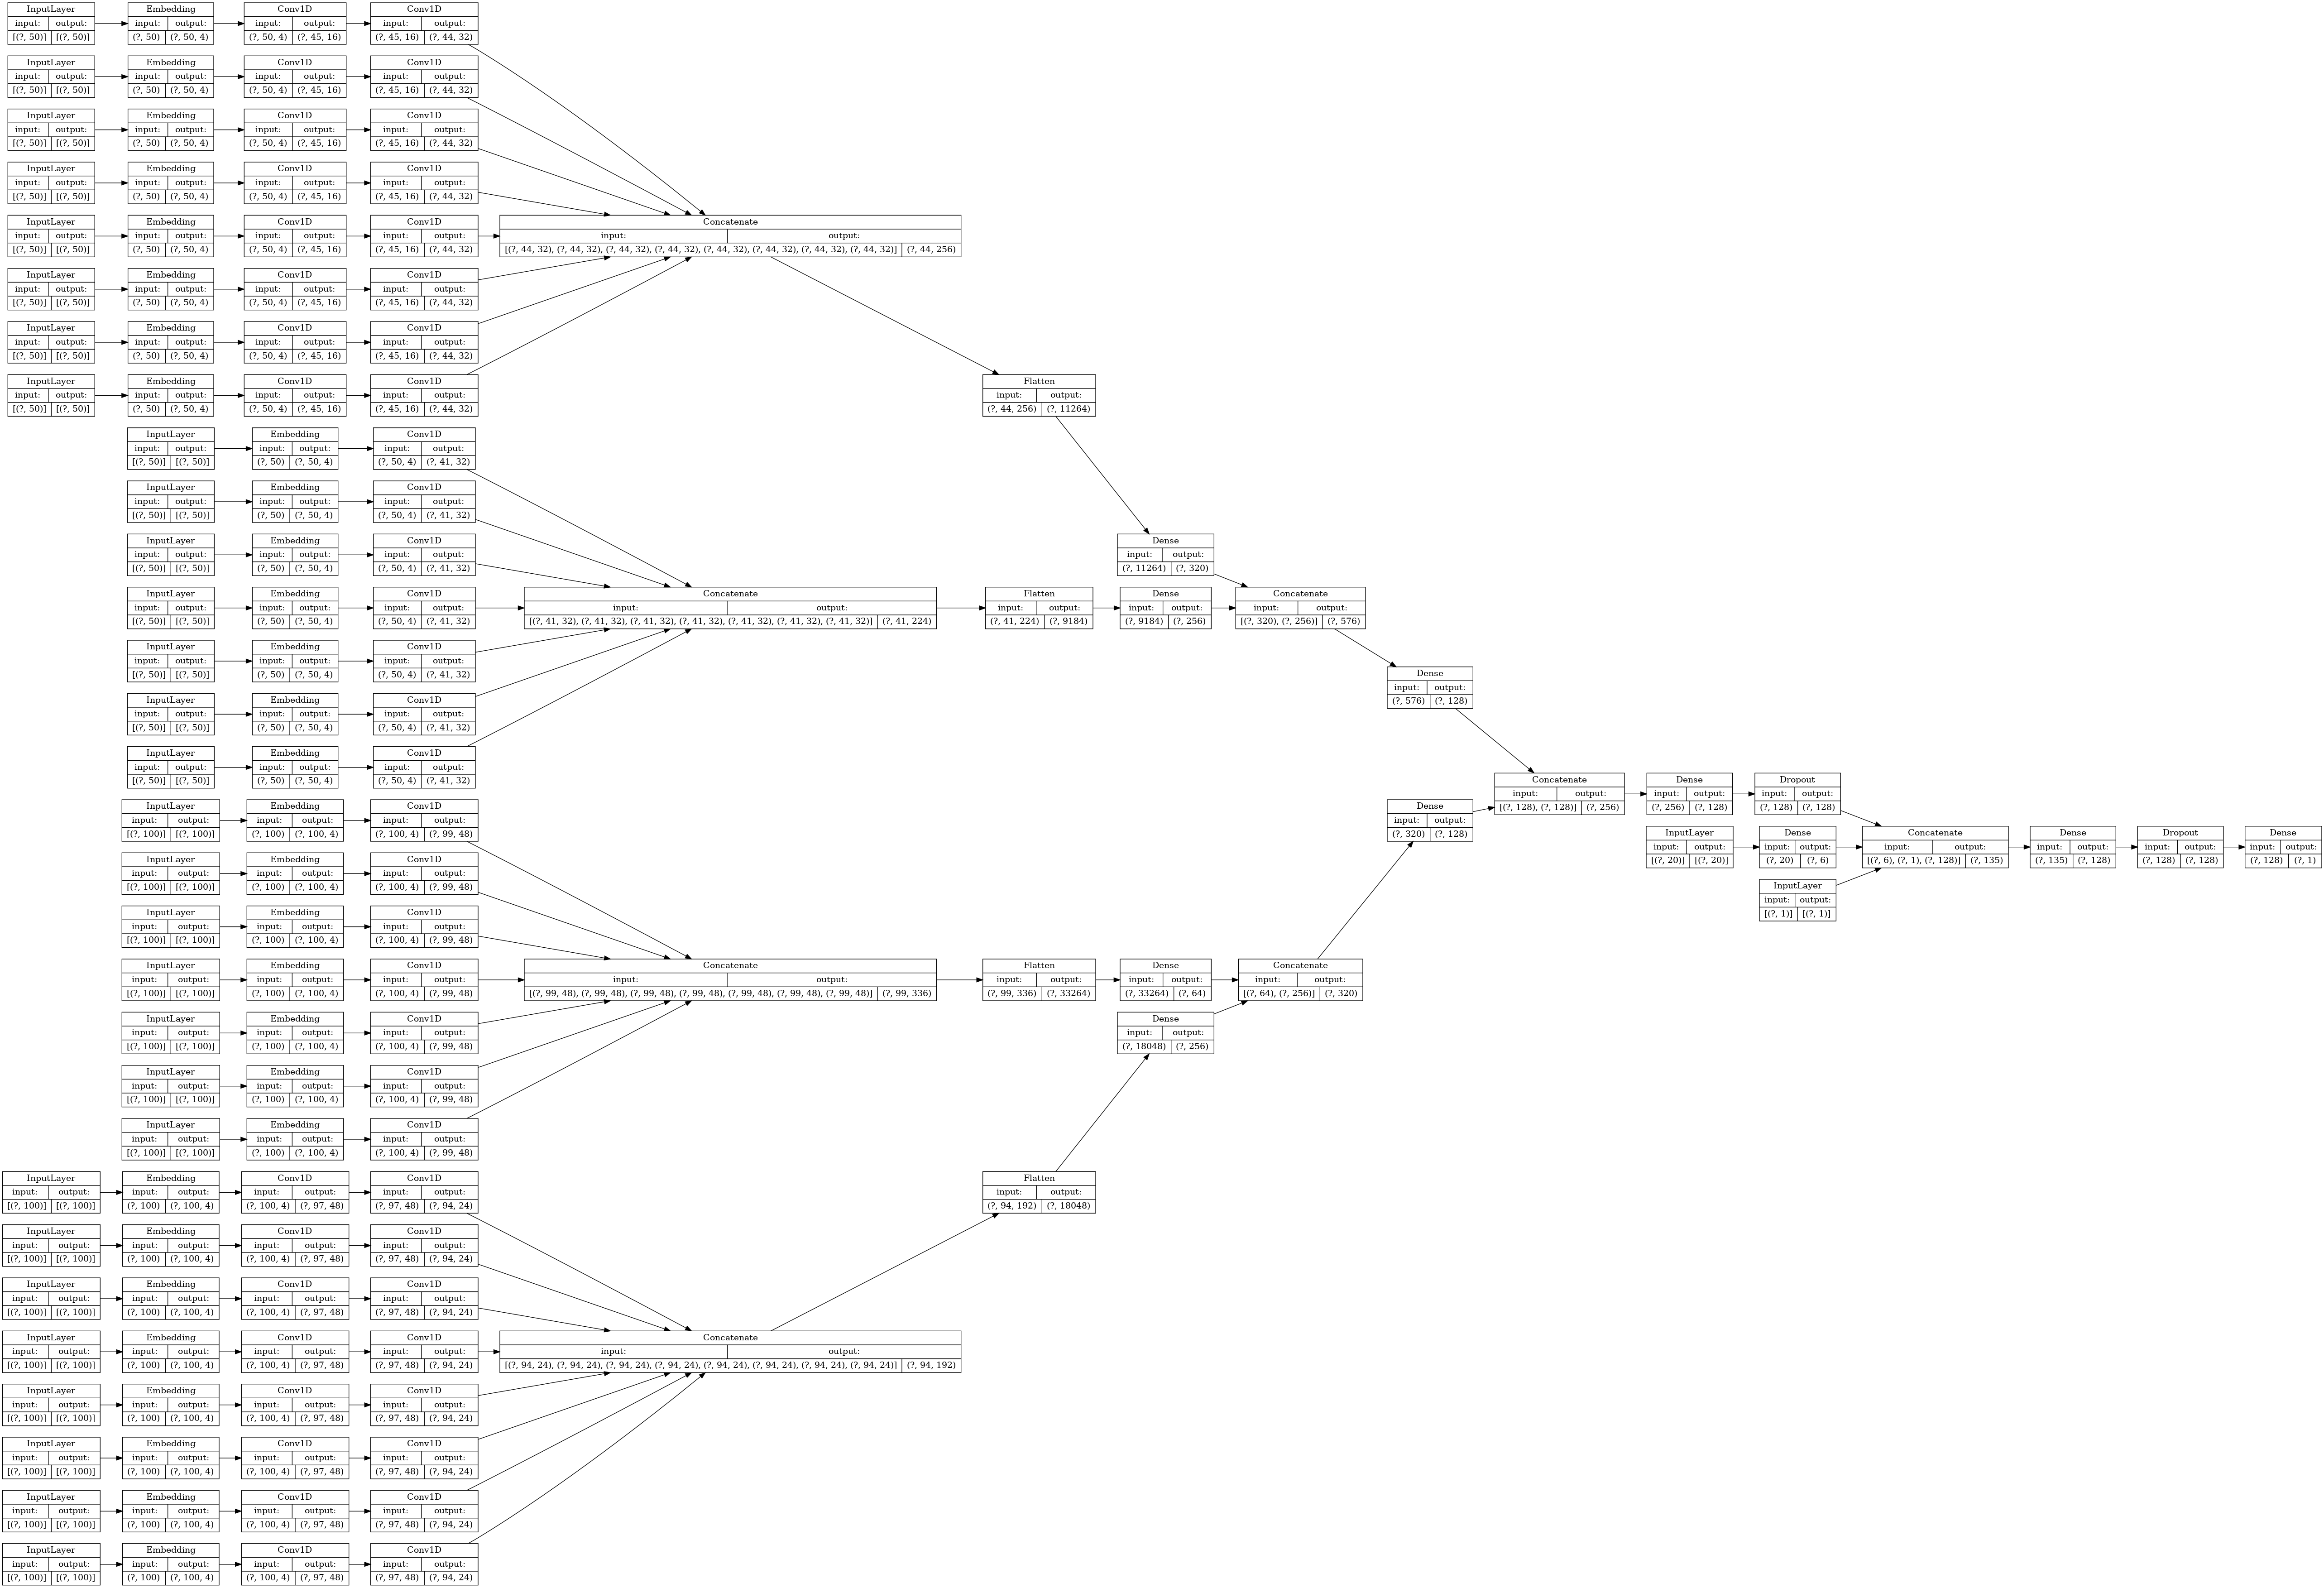 InputLayer Embedding Conv1D Conv1D
input: output: input: output: input: output: input: output:
[(?, 50)] [(?, 50)] (?, 50) (?, 50, 4) (?, 50, 4) (?, 45, 16) (?, 45, 16) (?, 44, 32)
InputLayer Embedding Conv1D Conv1D
input: output: input: output: input: output: input: output:
[(?, 50)] [(?, 50)] (?, 50) (?, 50, 4) (?, 50, 4) (?, 45, 16) (?, 45, 16) (?, 44, 32)
InputLayer Embedding Conv1D Conv1D
input: output: input: output: input: output: input: output:
[(?, 50)] [(?, 50)] (?, 50) (?, 50, 4) (?, 50, 4) (?, 45, 16) (?, 45, 16) (?, 44, 32)
InputLayer Embedding Conv1D Conv1D
input: output: input: output: input: output: input: output:
[(?, 50)] [(?, 50)] (?, 50) (?, 50, 4) (?, 50, 4) (?, 45, 16) (?, 45, 16) (?, 44, 32)
InputLayer Embedding Conv1D Conv1D Concatenate
input: output: input: output: input: output: input: output: input: output:
[(?, 50)] [(?, 50)] (?, 50) (?, 50, 4) (?, 50, 4) (?, 45, 16) (?, 45, 16) (?, 44, 32) [(?, 44, 32), (?, 44, 32), (?, 44, 32), (?, 44, 32), (?, 44, 32), (?, 44, 32), (?, 44, 32), (?, 44, 32)] (?, 44, 256)
InputLayer Embedding Conv1D Conv1D
input: output: input: output: input: output: input: output:
[(?, 50)] [(?, 50)] (?, 50) (?, 50, 4) (?, 50, 4) (?, 45, 16) (?, 45, 16) (?, 44, 32)
InputLayer Embedding Conv1D Conv1D
input: output: input: output: input: output: input: output:
[(?, 50)] [(?, 50)] (?, 50) (?, 50, 4) (?, 50, 4) (?, 45, 16) (?, 45, 16) (?, 44, 32)
InputLayer Embedding Conv1D Conv1D Flatten
input: output: input: output: input: output: input: output: input: output:
[(?, 50)] [(?, 50)] (?, 50) (?, 50, 4) (?, 50, 4) (?, 45, 16) (?, 45, 16) (?, 44, 32) (?, 44, 256) (?, 11264)
InputLayer Embedding Conv1D
input: output: input: output: input: output:
[(?, 50)] [(?, 50)] (?, 50) (?, 50, 4) (?, 50, 4) (?, 41, 32)
InputLayer Embedding Conv1D
input: output: input: output: input: output:
[(?, 50)] [(?, 50)] (?, 50) (?, 50, 4) (?, 50, 4) (?, 41, 32)
InputLayer Embedding Conv1D Dense
input: output: input: output: input: output: input: output:
[(?, 50)] [(?, 50)] (?, 50) (?, 50, 4) (?, 50, 4) (?, 41, 32) (?, 11264) (?, 320)
InputLayer Embedding Conv1D Concatenate Flatten Dense Concatenate
input: output: input: output: input: output: input: output: input: output: input: output: input: output:
[(?, 50)] [(?, 50)] (?, 50) (?, 50, 4) (?, 50, 4) (?, 41, 32) [(?, 41, 32), (?, 41, 32), (?, 41, 32), (?, 41, 32), (?, 41, 32), (?, 41, 32), (?, 41, 32)] (?, 41, 224) (?, 41, 224) (?, 9184) (?, 9184) (?, 256) [(?, 320), (?, 256)] (?, 576)
InputLayer Embedding Conv1D
input: output: input: output: input: output:
[(?, 50)] [(?, 50)] (?, 50) (?, 50, 4) (?, 50, 4) (?, 41, 32)
Dense
input: output:
(?, 576) (?, 128)
InputLayer Embedding Conv1D
input: output: input: output: input: output:
[(?, 50)] [(?, 50)] (?, 50) (?, 50, 4) (?, 50, 4) (?, 41, 32)
InputLayer Embedding Conv1D
input: output: input: output: input: output:
[(?, 50)] [(?, 50)] (?, 50) (?, 50, 4) (?, 50, 4) (?, 41, 32)
Concatenate Dense Dropout
input: output: input: output: input: output:
[(?, 128), (?, 128)] (?, 256) (?, 256) (?, 128) (?, 128) (?, 128)
InputLayer Embedding Conv1D Dense
input: output: input: output: input: output: input: output:
[(?, 100)] [(?, 100)] (?, 100) (?, 100, 4) (?, 100, 4) (?, 99, 48) (?, 320) (?, 128)
InputLayer Dense Concatenate Dense Dropout Dense
input: output: input: output: input: output: input: output: input: output: input: output:
[(?, 20)] [(?, 20)] (?, 20) (?, 6) [(?, 6), (?, 1), (?, 128)] (?, 135) (?, 135) (?, 128) (?, 128) (?, 128) (?, 128) (?, 1)
InputLayer Embedding Conv1D
input: output: input: output: input: output:
[(?, 100)] [(?, 100)] (?, 100) (?, 100, 4) (?, 100, 4) (?, 99, 48)
InputLayer
input: output:
[(?, 1)] [(?, 1)]
InputLayer Embedding Conv1D
input: output: input: output: input: output:
[(?, 100)] [(?, 100)] (?, 100) (?, 100, 4) (?, 100, 4) (?, 99, 48)
InputLayer Embedding Conv1D Concatenate Flatten Dense Concatenate
input: output: input: output: input: output: input: output: input: output: input: output: input: output:
[(?, 100)] [(?, 100)] (?, 100) (?, 100, 4) (?, 100, 4) (?, 99, 48) [(?, 99, 48), (?, 99, 48), (?, 99, 48), (?, 99, 48), (?, 99, 48), (?, 99, 48), (?, 99, 48)] (?, 99, 336) (?, 99, 336) (?, 33264) (?, 33264) (?, 64) [(?, 64), (?, 256)] (?, 320)
InputLayer Embedding Conv1D Dense
input: output: input: output: input: output: input: output:
[(?, 100)] [(?, 100)] (?, 100) (?, 100, 4) (?, 100, 4) (?, 99, 48) (?, 18048) (?, 256)
InputLayer Embedding Conv1D
input: output: input: output: input: output:
[(?, 100)] [(?, 100)] (?, 100) (?, 100, 4) (?, 100, 4) (?, 99, 48)
InputLayer Embedding Conv1D
input: output: input: output: input: output:
[(?, 100)] [(?, 100)] (?, 100) (?, 100, 4) (?, 100, 4) (?, 99, 48)
InputLayer Embedding Conv1D Conv1D Flatten
input: output: input: output: input: output: input: output: input: output:
[(?, 100)] [(?, 100)] (?, 100) (?, 100, 4) (?, 100, 4) (?, 97, 48) (?, 97, 48) (?, 94, 24) (?, 94, 192) (?, 18048)
InputLayer Embedding Conv1D Conv1D
input: output: input: output: input: output: input: output:
[(?, 100)] [(?, 100)] (?, 100) (?, 100, 4) (?, 100, 4) (?, 97, 48) (?, 97, 48) (?, 94, 24)
InputLayer Embedding Conv1D Conv1D
input: output: input: output: input: output: input: output:
[(?, 100)] [(?, 100)] (?, 100) (?, 100, 4) (?, 100, 4) (?, 97, 48) (?, 97, 48) (?, 94, 24)
InputLayer Embedding Conv1D Conv1D Concatenate
input: output: input: output: input: output: input: output: input: output:
[(?, 100)] [(?, 100)] (?, 100) (?, 100, 4) (?, 100, 4) (?, 97, 48) (?, 97, 48) (?, 94, 24) [(?, 94, 24), (?, 94, 24), (?, 94, 24), (?, 94, 24), (?, 94, 24), (?, 94, 24), (?, 94, 24), (?, 94, 24)] (?, 94, 192)
InputLayer Embedding Conv1D Conv1D
input: output: input: output: input: output: input: output:
[(?, 100)] [(?, 100)] (?, 100) (?, 100, 4) (?, 100, 4) (?, 97, 48) (?, 97, 48) (?, 94, 24)
InputLayer Embedding Conv1D Conv1D
input: output: input: output: input: output: input: output:
[(?, 100)] [(?, 100)] (?, 100) (?, 100, 4) (?, 100, 4) (?, 97, 48) (?, 97, 48) (?, 94, 24)
InputLayer Embedding Conv1D Conv1D
input: output: input: output: input: output: input: output:
[(?, 100)] [(?, 100)] (?, 100) (?, 100, 4) (?, 100, 4) (?, 97, 48) (?, 97, 48) (?, 94, 24)
InputLayer Embedding Conv1D Conv1D
input: output: input: output: input: output: input: output:
[(?, 100)] [(?, 100)] (?, 100) (?, 100, 4) (?, 100, 4) (?, 97, 48) (?, 97, 48) (?, 94, 24)